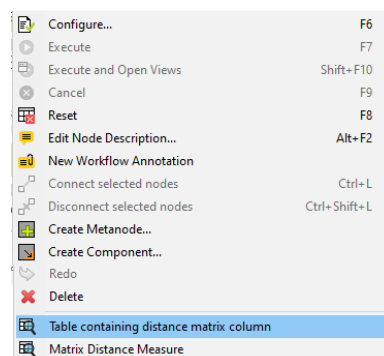 Configure... F6
Execute F7
Execute and Open Views Shift+F10
Cancel F9
Reset F8
Edit Node Description... Alt+F2
New Workflow Annotation
Connect selected nodes Ctrl+L
Disconnect selected nodes Ctrl+Shift+L
Create Metanode...
Create Component...
Redo
Delete
Table containing distance matrix column
Matrix Distance Measure